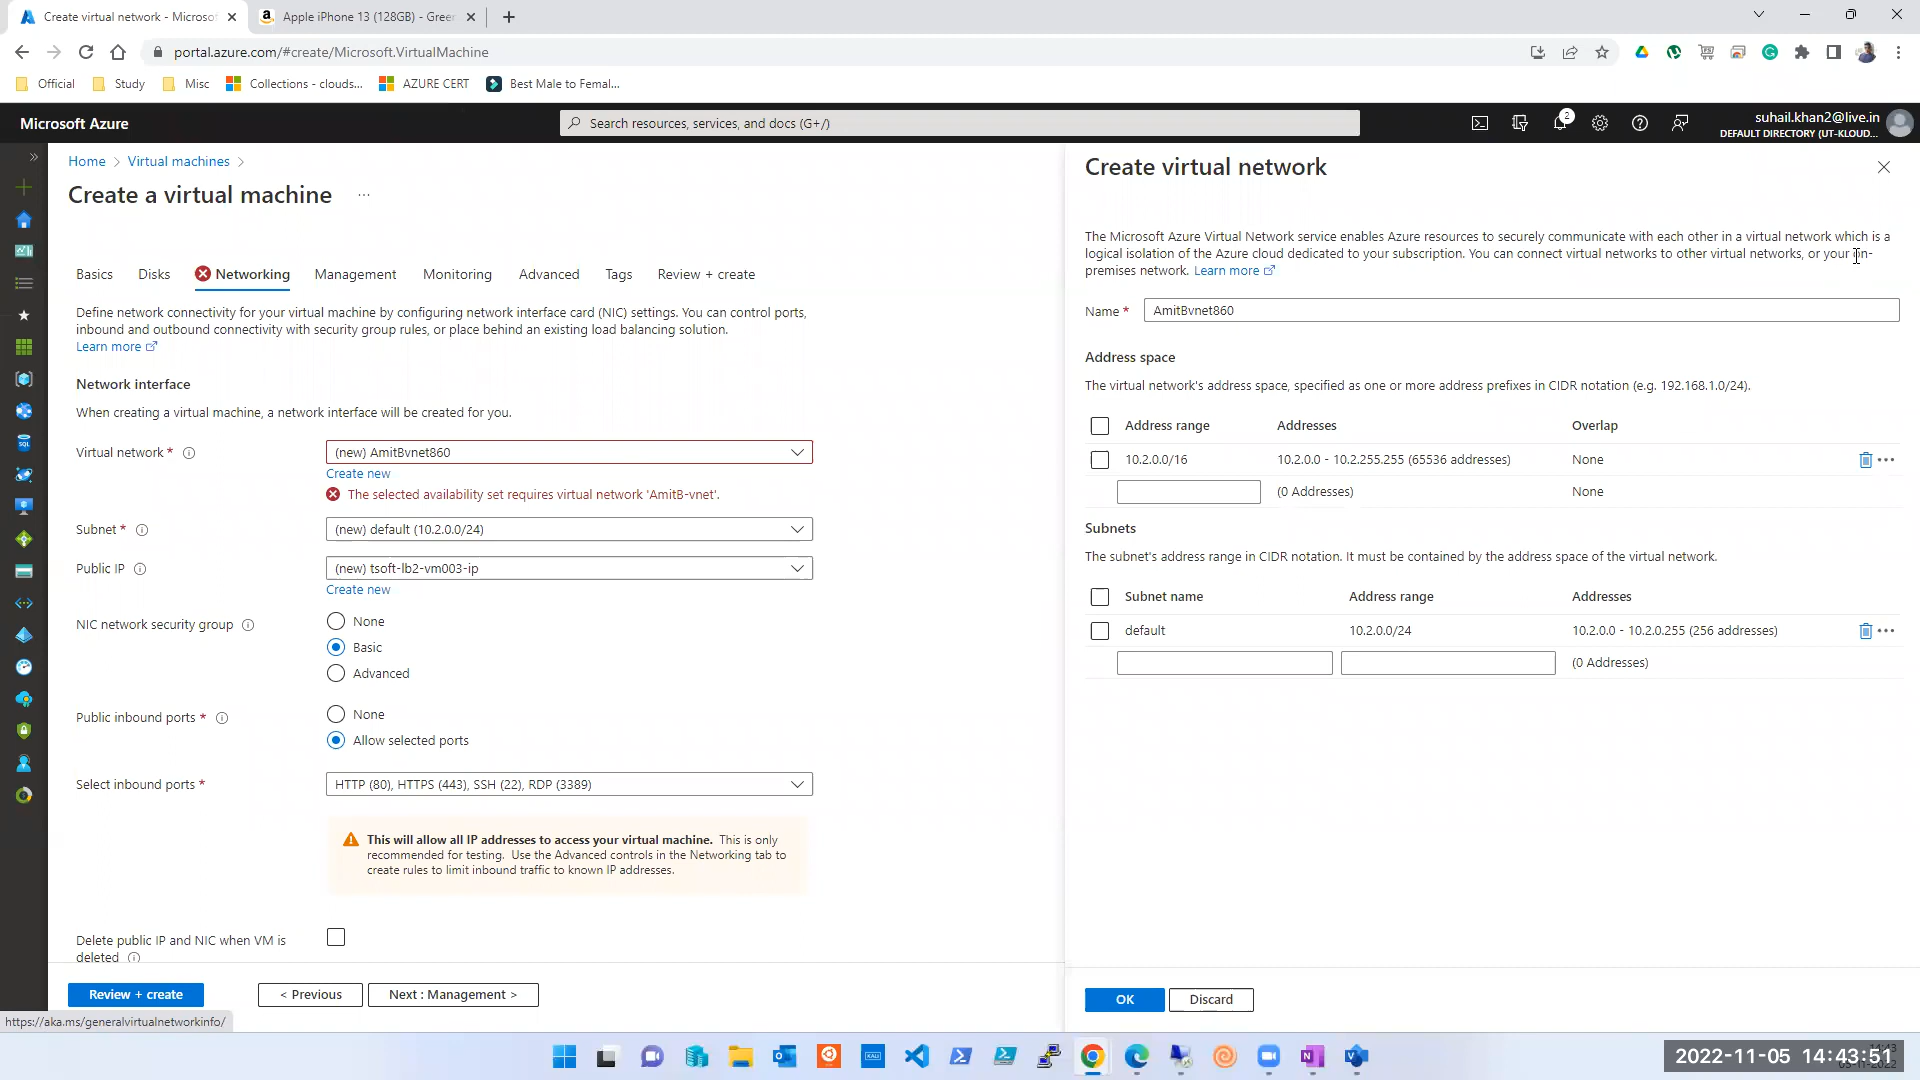 Create virtual network - Microsof
Apple iPhone 13 (128GB) - Green
portal.azure.com/#create/Microsoft.VirtualMachine
Official
Study
Misc
Collections - clouds...
AZURE CERT
Best Male to Femal...
Microsoft Azure
Search resources, services, and docs (G+/)
2
suhail.khan2@live.in
DEFAULT DIRECTORY (UT-KLOUD...
Home > Virtual machines >
Create a virtual machine ...
Basics
Disks
Networking
Management
Monitoring
Advanced
Tags
Review + create
Define network connectivity for your virtual machine by configuring network interface card (NIC) settings. You can control ports,
inbound and outbound connectivity with security group rules, or place behind an existing load balancing solution.
Learn more
Network interface
When creating a virtual machine, a network interface will be created for you.
Virtual network *
(new) AmitBvnet860
Create new
The selected availability set requires virtual network 'AmitB-vnet'.
Subnet *
(new) default (10.2.0.0/24)
Public IP
(new) tsoft-lb2-vm003-ip
Create new
NIC network security group
None
Basic
Advanced
Public inbound ports *
None
Allow selected ports
Select inbound ports *
HTTP (80), HTTPS (443), SSH (22), RDP (3389)
This will allow all IP addresses to access your virtual machine. This is only
recommended for testing. Use the Advanced controls in the Networking tab to
create rules to limit inbound traffic to known IP addresses.
Delete public IP and NIC when VM is
deleted
Review + create
< Previous
Next : Management >
https://aka.ms/generalvirtualnetworkinfo/
Create virtual network
The Microsoft Azure Virtual Network service enables Azure resources to securely communicate with each other in a virtual network which is a
logical isolation of the Azure cloud dedicated to your subscription. You can connect virtual networks to other virtual networks, or your on-
premises network. Learn more
Name *
AmitBvnet860
Address space
The virtual network's address space, specified as one or more address prefixes in CIDR notation (e.g. 192.168.1.0/24).
Address range
Addresses
Overlap
10.2.0.0/16
10.2.0.0 - 10.2.255.255 (65536 addresses)
None
...
(0 Addresses)
None
Subnets
The subnet's address range in CIDR notation. It must be contained by the address space of the virtual network.
Subnet name
Address range
Addresses
default
10.2.0.0/24
10.2.0.0 - 10.2.0.255 (256 addresses)
...
(0 Addresses)
OK
Discard
2022-11-05 14:43:51